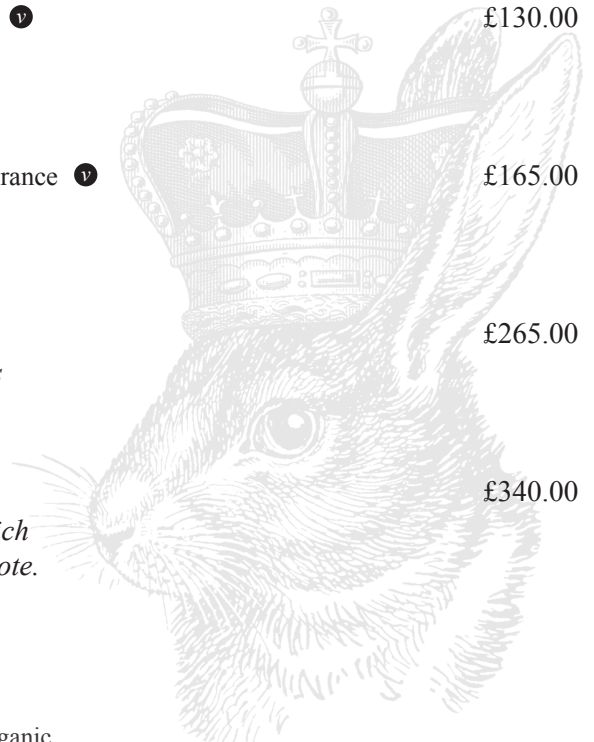 v £130.00
rance v £165.00
£265.00
£340.00
ich
ote.
ganic